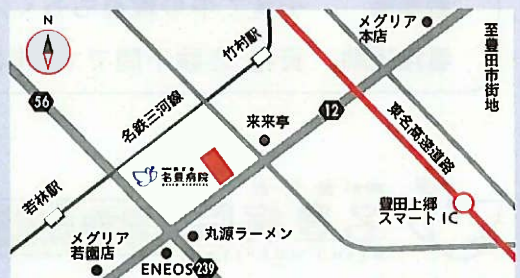 N
竹村駅
メグリア
本店
至豊田市街地
56
名鉄三河線
12
来来亭
東名高速道路
名豊病院
若林駅
豊田上郷
スマートIC
メグリア
若園店
丸源ラーメン
ENEOS
239